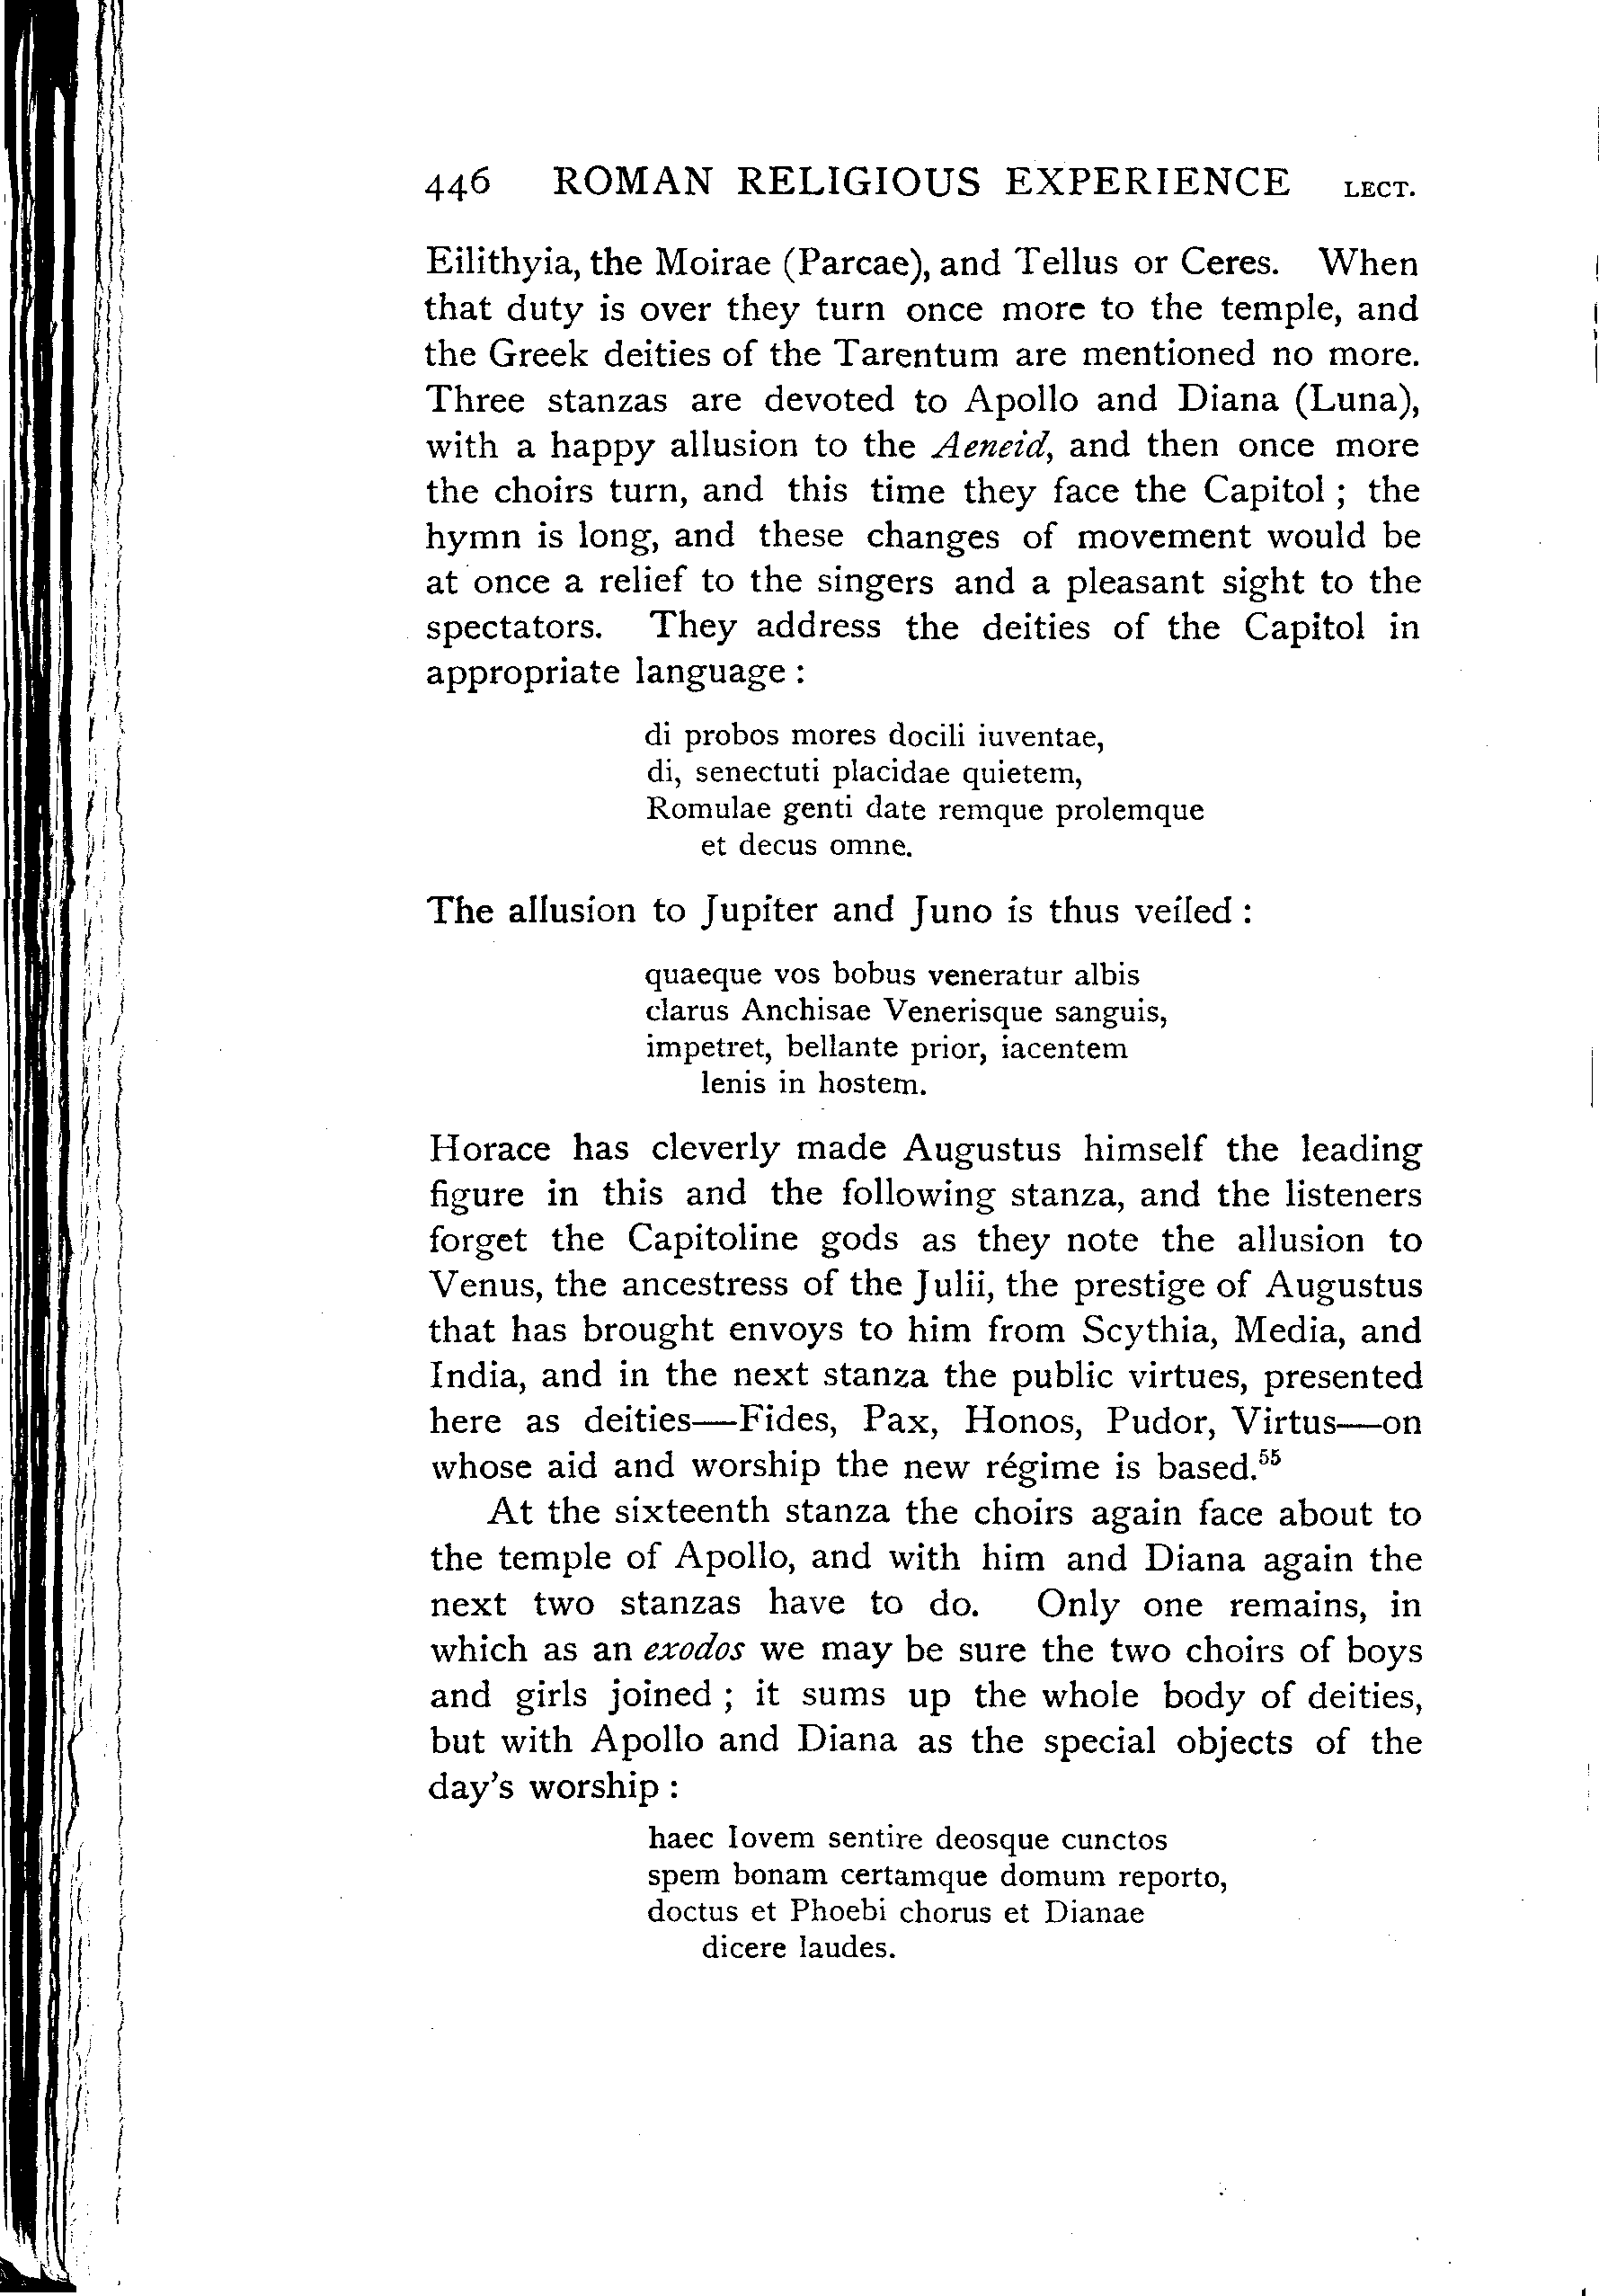 446 ROMAN RELIGIOUS EXPERIENCE LECT.
Eilithyia, the Moirae (Parcae), and Tellus or Ceres. When
that duty is over they turn once more to the temple, and
the Greek deities of the Tarentum are mentioned no more.
Three stanzas are devoted to Apollo and Diana (Luna),
with a happy allusion to the Aeneid, and then once more
the choirs turn, and this time they face the Capitol ; the
hymn is long, and these changes of movement would be
at once a relief to the singers and a pleasant sight to the
spectators. They address the deities of the Capitol in
appropriate language :
di probos mores docili iuventae,
di, senectuti placidae quietem,
Romulae genti date remque prolemque
et decus omne.
The allusion to Jupiter and Juno is thus veiled :
quaeque vos bobus veneratur albis
clarus Anchisae Venerisque sanguis,
impetret, bellante prior, iacentem
lenis in hostem.
Horace has cleverly made Augustus himself the leading
figure in this and the following stanza, and the listeners
forget the Capitoline gods as they note the allusion to
Venus, the ancestress of the Julii, the prestige of Augustus
that has brought envoys to him from Scythia, Media, and
India, and in the next stanza the public virtues, presented
here as deities—Fides, Pax, Honos, Pudor, Virtus—on
whose aid and worship the new régime is based.⁵⁵
At the sixteenth stanza the choirs again face about to
the temple of Apollo, and with him and Diana again the
next two stanzas have to do. Only one remains, in
which as an exodos we may be sure the two choirs of boys
and girls joined ; it sums up the whole body of deities,
but with Apollo and Diana as the special objects of the
day's worship :
haec Iovem sentire deosque cunctos
spem bonam certamque domum reporto,
doctus et Phoebi chorus et Dianae
dicere laudes.